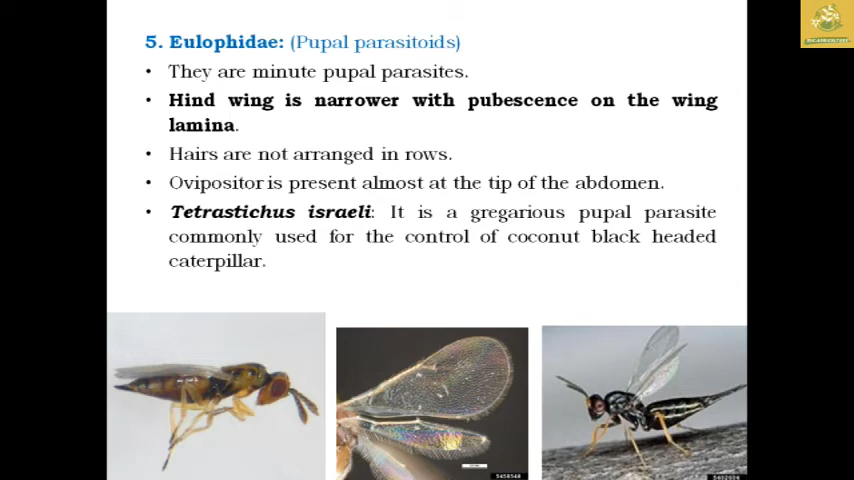 5. Eulophidae: (Pupal parasitoids)
• They are minute pupal parasites.
• Hind wing is narrower with pubescence on the wing
lamina.
• Hairs are not arranged in rows.
• Ovipositor is present almost at the tip of the abdomen.
• Tetrastichus israeli: It is a gregarious pupal parasite
commonly used for the control of coconut black headed
caterpillar.